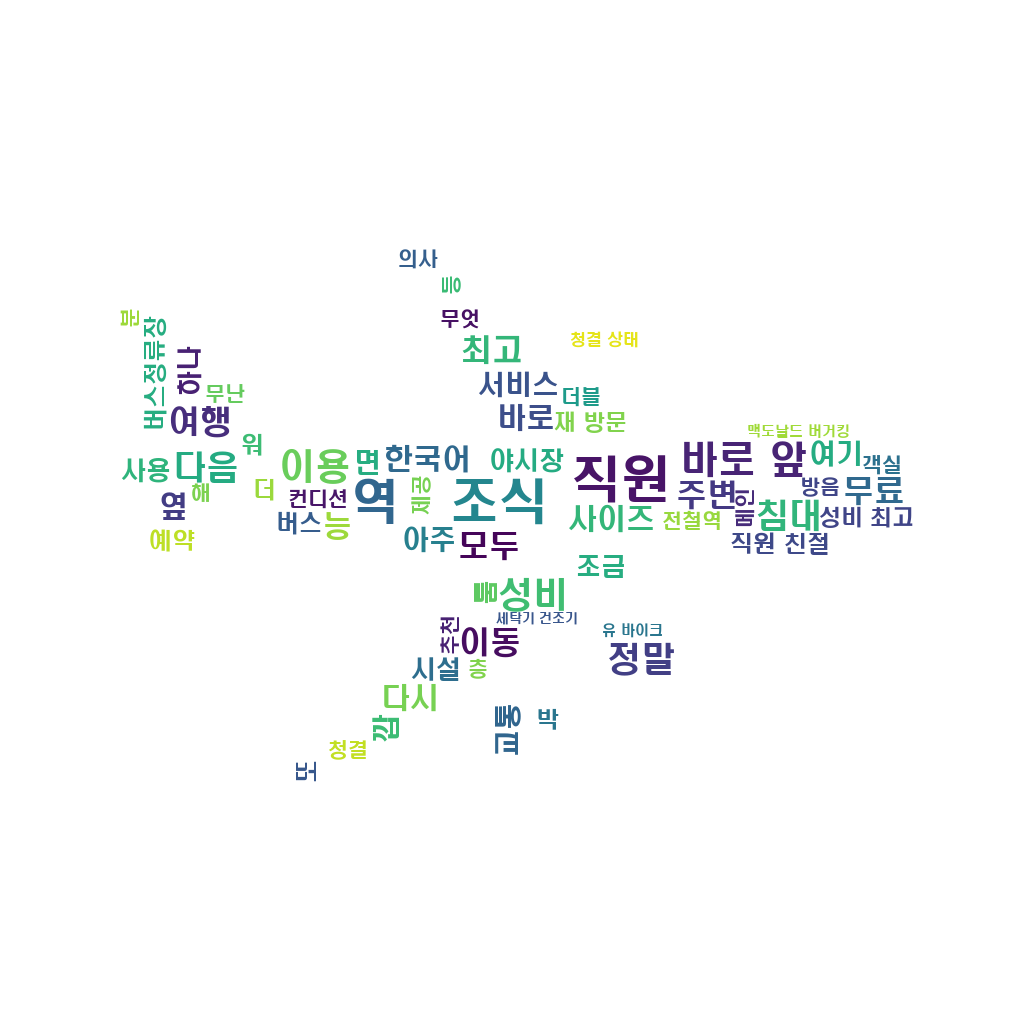 의사
등
무엇
문
버스정류장
하나
최고
청결 상태
서비스
더블
무난
여행
바로
재 방문
맥도날드 버거킹
워
이용
면
한국어
야시장
직원
바로 앞
여기
객실
사용
다음
해
더
컨디션
역
제공
조식
주변
메인
방음
무료
옆
버스
능
사이즈
전철역
침대
성비 최고
예약
아주
모두
직원 친절
조금
룸
성비
세탁기 건조기
추천
이동
유 바이크
시설
층
정말
다시
깝
교통
박
청결
또